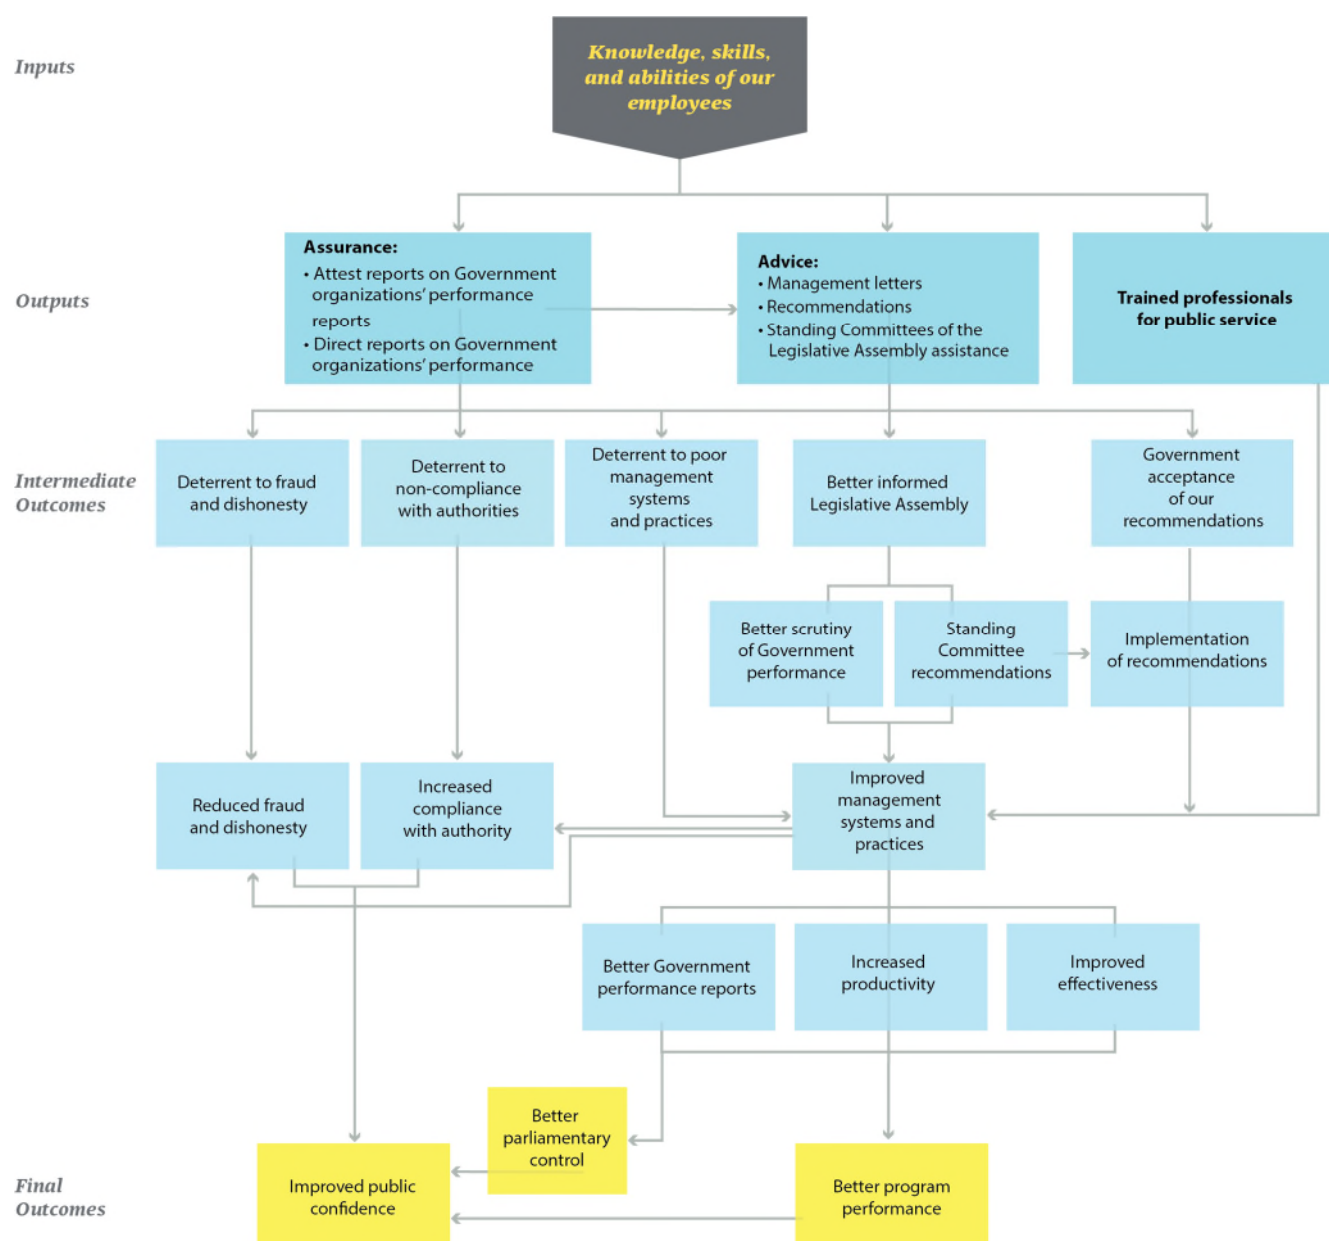 Inputs
Knowledge, skills,
and abilities of our
employees
Outputs
Assurance:
• Attest reports on Government
organizations’ performance
reports
• Direct reports on Government
organizations’ performance
Advice:
• Management letters
• Recommendations
• Standing Committees of the
Legislative Assembly assistance
Trained professionals
for public service
Intermediate
Outcomes
Deterrent to fraud
and dishonesty
Deterrent to
non-compliance
with authorities
Deterrent to poor
management
systems
and practices
Better informed
Legislative Assembly
Government
acceptance
of our
recommendations
Better scrutiny
of Government
performance
Standing
Committee
recommendations
Implementation
of recommendations
Reduced fraud
and dishonesty
Increased
compliance
with authority
Improved
management
systems and
practices
Better Government
performance reports
Increased
productivity
Improved
effectiveness
Final
Outcomes
Better
parliamentary
control
Improved public
confidence
Better program
performance